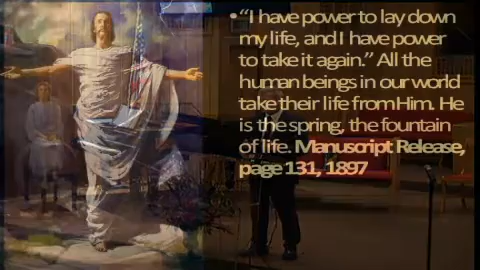 •“I have power to lay down
my life, and I have power
to take it again.” All the
human beings in our world
take their life from Him. He
is the spring, the fountain
of life. Manuscript Release,
page 131, 1897